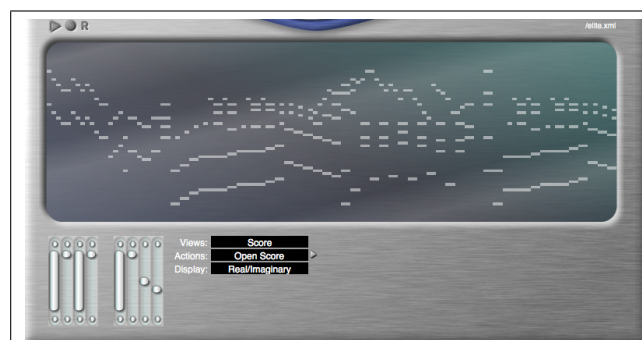 R
/elite.xml
Views: Score
Actions: Open Score
Display: Real/Imaginary